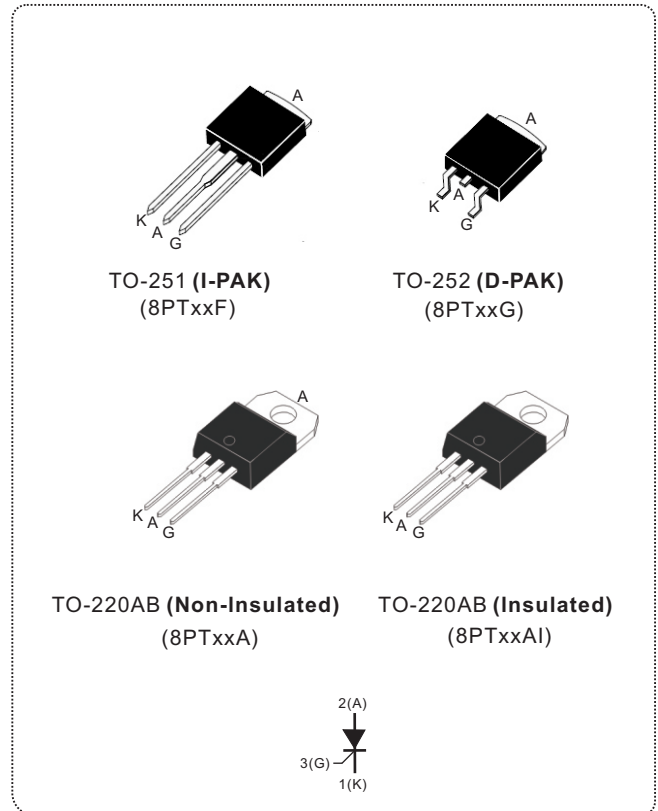 A
A
K
A
G
K
A
G
TO-251 (I-PAK)
(8PTxxF)
TO-252 (D-PAK)
(8PTxxG)
A
K
A
G
K
A
G
TO-220AB (Non-Insulated)
(8PTxxA)
TO-220AB (Insulated)
(8PTxxAI)
2(A)
3(G)
1(K)